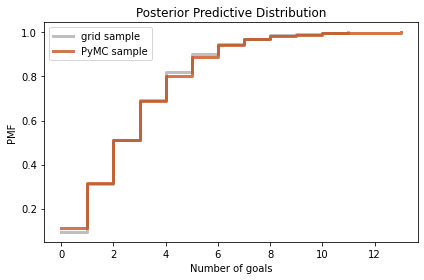 Posterior Predictive Distribution
grid sample
PyMC sample
PMF
1.0
0.8
0.6
0.4
0.2
0 2 4 6 8 10 12
Number of goals